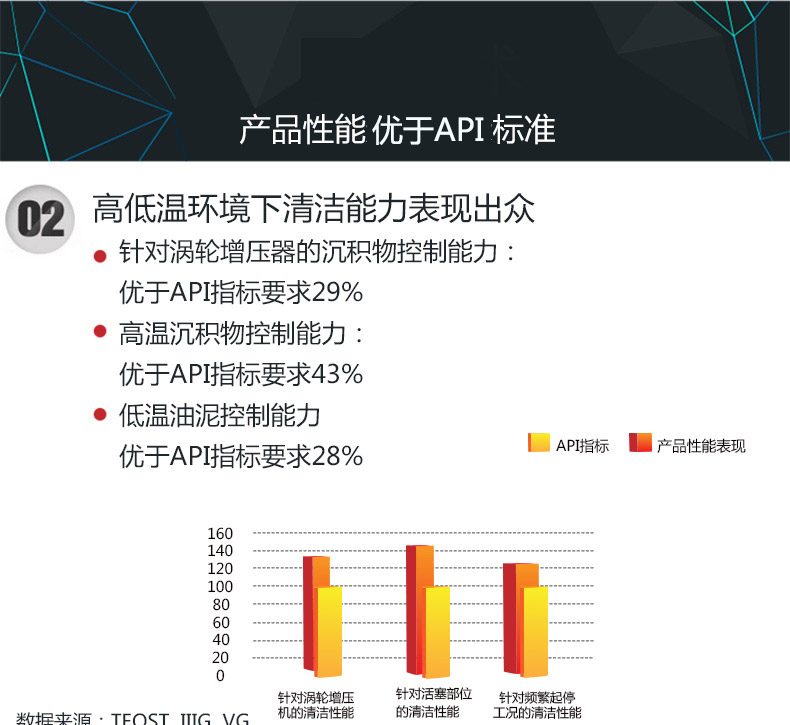 产品性能 优于API 标准
02
高低温环境下清洁能力表现出众
针对涡轮增压器的沉积物控制能力：
优于API指标要求29%
高温沉积物控制能力：
优于API指标要求43%
低温油泥控制能力
优于API指标要求28%
API指标
产品性能表现
160
140
120
100
80
60
40
20
0
针对涡轮增压
机的清洁性能
针对活塞部位
的清洁性能
针对频繁起停
工况的清洁性能
数据来源：TEOST, IIIG, VG